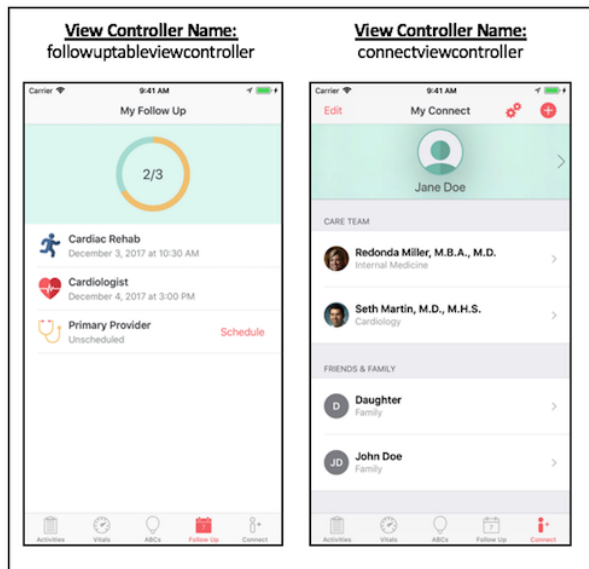 View Controller Name:
followuptableviewcontroller
Carrier 9:41 AM
My Follow Up
2/3
Cardiac Rehab
December 3, 2017 at 10:30 AM
Cardiologist
December 4, 2017 at 3:00 PM
Primary Provider
Unscheduled
Schedule
Activities Vitals ABCs 7 Follow Up Connect
View Controller Name:
connectviewcontroller
Carrier 9:41 AM
Edit My Connect
Jane Doe
CARE TEAM
Redonda Miller, M.B.A., M.D.
Internal Medicine
Seth Martin, M.D., M.H.S.
Cardiology
FRIENDS & FAMILY
D Daughter
Family
JD John Doe
Family
Activities Vitals ABCs 7 Follow Up Connect